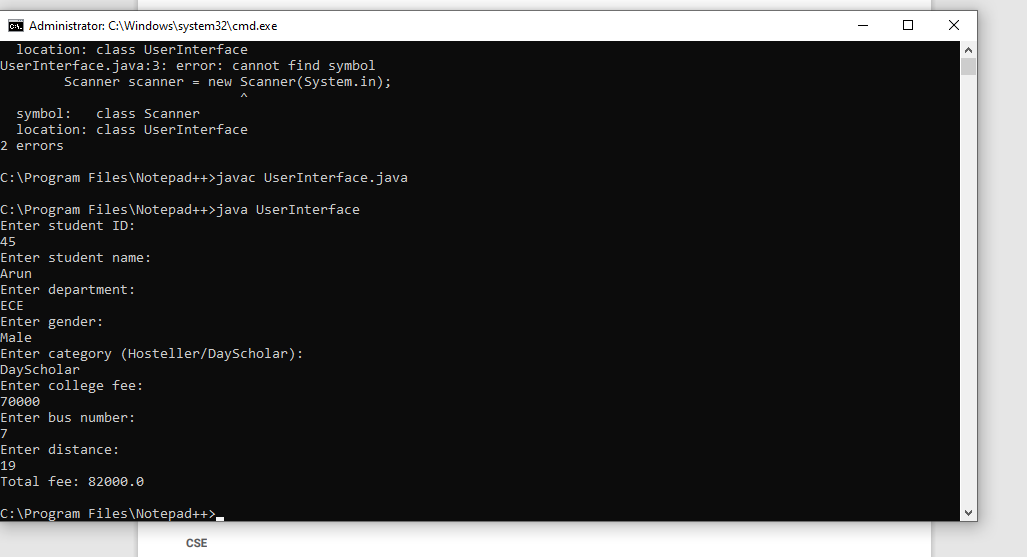 Administrator: C:\Windows\system32\cmd.exe
location: class UserInterface
UserInterface.java:3: error: cannot find symbol
Scanner scanner = new Scanner(System.in);
^
symbol:   class Scanner
location: class UserInterface
2 errors
C:\Program Files\Notepad++>javac UserInterface.java
C:\Program Files\Notepad++>java UserInterface
Enter student ID:
45
Enter student name:
Arun
Enter department:
ECE
Enter gender:
Male
Enter category (Hosteller/DayScholar):
DayScholar
Enter college fee:
70000
Enter bus number:
7
Enter distance:
19
Total fee: 82000.0
C:\Program Files\Notepad++>
CSE